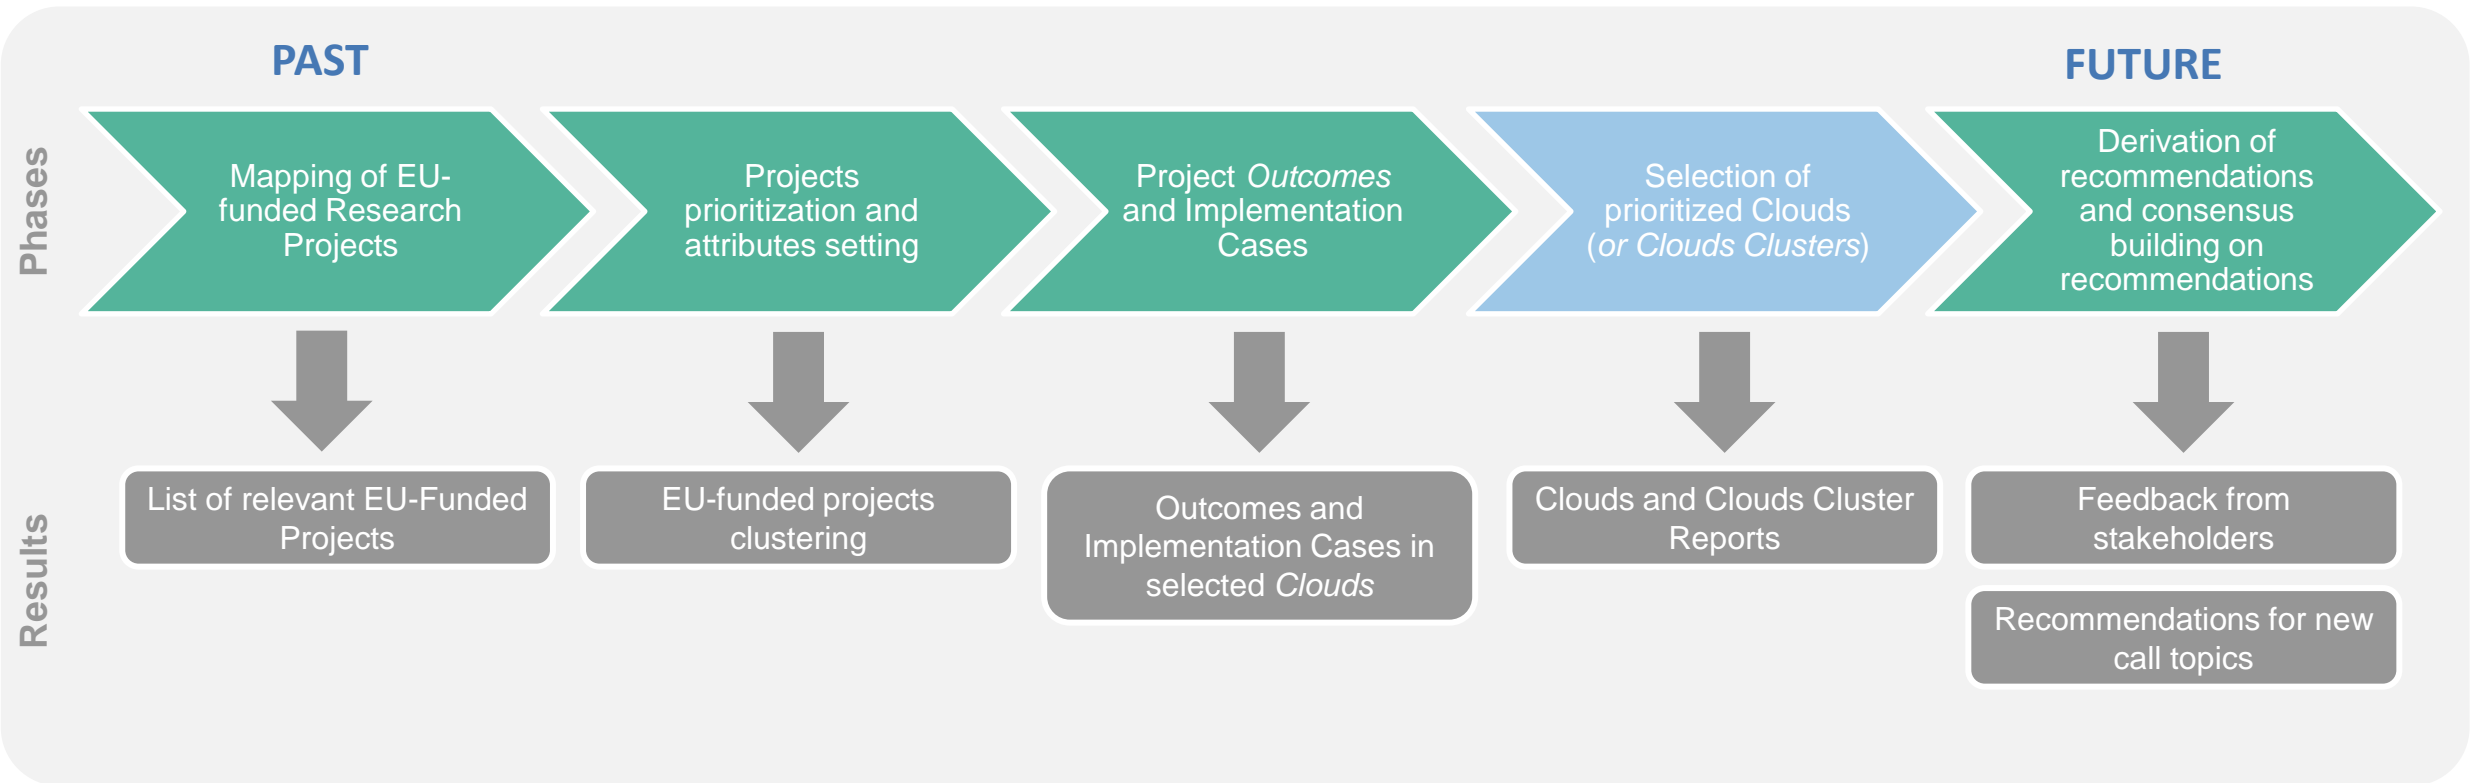 PAST
FUTURE
Phases
Mapping of EU-
funded Research
Projects
Projects
prioritization and
attributes setting
Project Outcomes
and Implementation
Cases
Selection of
prioritized Clouds
(or Clouds Clusters)
Derivation of
recommendations
and consensus
building on
recommendations
Results
List of relevant EU-Funded
Projects
EU-funded projects
clustering
Outcomes and
Implementation Cases in
selected Clouds
Clouds and Clouds Cluster
Reports
Feedback from
stakeholders
Recommendations for new
call topics